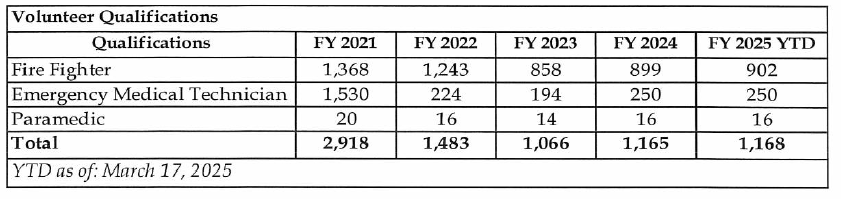 Volunteer Qualifications
Qualifications FY 2021 FY 2022 FY 2023 FY 2024 FY 2025 YTD
Fire Fighter 1,368 1,243 858 899 902
Emergency Medical Technician 1,530 224 194 250 250
Paramedic 20 16 14 16 16
Total 2,918 1,483 1,066 1,165 1,168
YTD as of: March 17, 2025